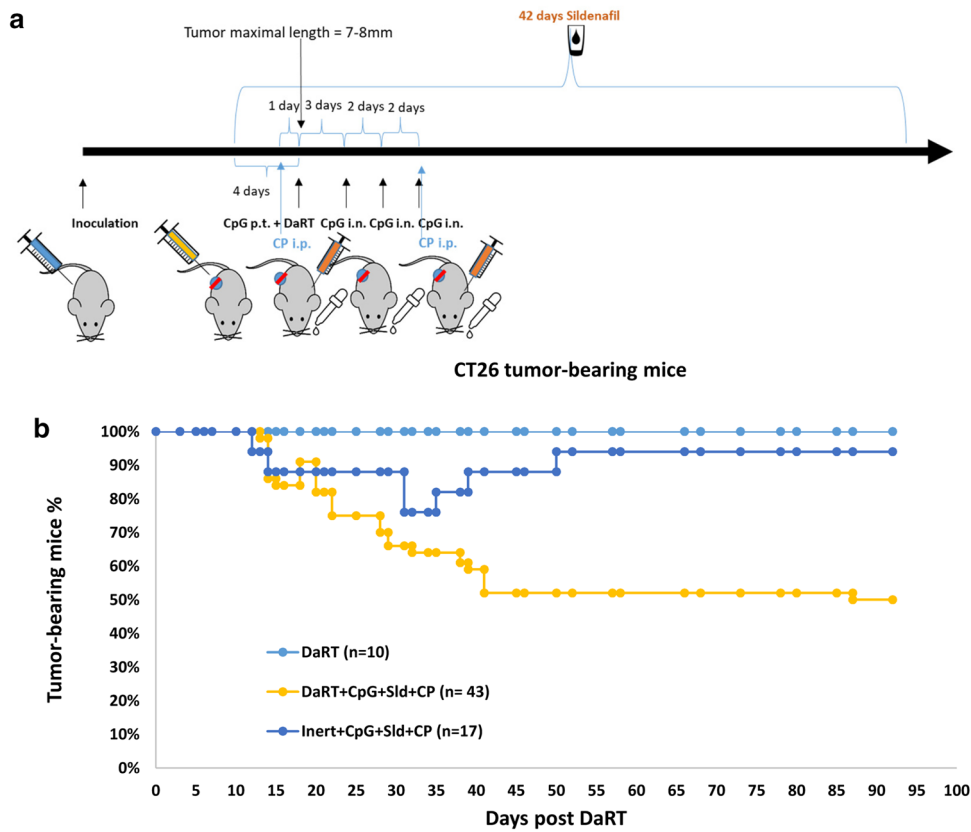 a
42 days Sildenafil
Tumor maximal length = 7-8mm
1 day 3 days 2 days 2 days
4 days
Inoculation CpG p.t. + DaRT CpG i.n. CpG i.n. CpG i.n.
CP i.p. CP i.p.
CT26 tumor-bearing mice
b
Tumor-bearing mice %
100%
90%
80%
70%
60%
50%
40%
30%
20%
10%
0%
DaRT (n=10)
DaRT+CpG+Sld+CP (n= 43)
Inert+CpG+Sld+CP (n=17)
0 5 10 15 20 25 30 35 40 45 50 55 60 65 70 75 80 85 90 95 100
Days post DaRT